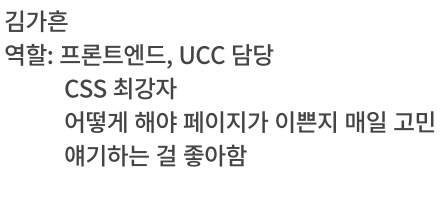 김가흔
역할: 프론트엔드, UCC 담당
CSS 최강자
어떻게 해야 페이지가 이쁜지 매일 고민
얘기하는 걸 좋아함